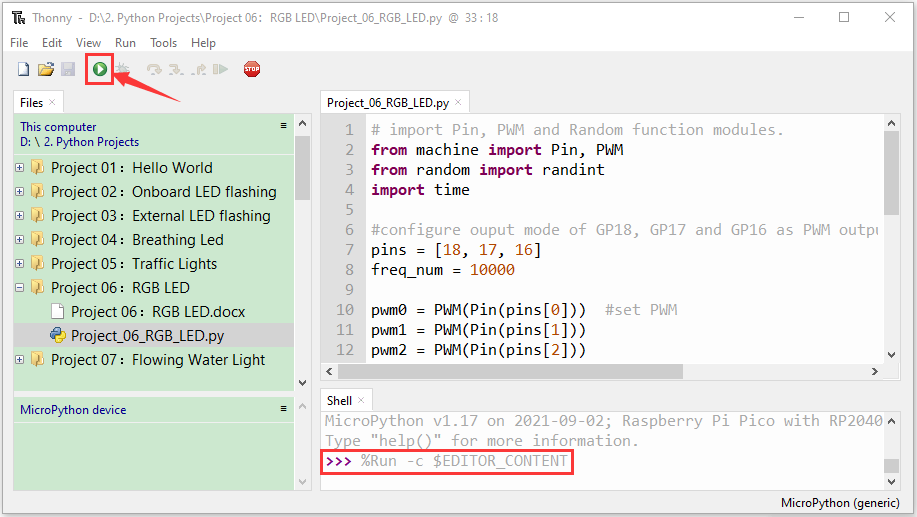 Thonny - D:\2. Python Projects\Project 06：RGB LED\Project_06_RGB_LED.py @ 33 : 18
File Edit View Run Tools Help
STOP
Files
This computer
D: \ 2. Python Projects
Project 01：Hello World
Project 02：Onboard LED flashing
Project 03：External LED flashing
Project 04：Breathing Led
Project 05：Traffic Lights
Project 06：RGB LED
Project 06：RGB LED.docx
Project_06_RGB_LED.py
Project 07：Flowing Water Light
MicroPython device
Project_06_RGB_LED.py
1 # import Pin, PWM and Random function modules.
2 from machine import Pin, PWM
3 from random import randint
4 import time
5
6 #configure ouput mode of GP18, GP17 and GP16 as PWM outpu
7 pins = [18, 17, 16]
8 freq_num = 10000
9
10 pwm0 = PWM(Pin(pins[0])) #set PWM
11 pwm1 = PWM(Pin(pins[1]))
12 pwm2 = PWM(Pin(pins[2]))
Shell
MicroPython v1.17 on 2021-09-02; Raspberry Pi Pico with RP2040
Type "help()" for more information.
>>> %Run -c $EDITOR_CONTENT
MicroPython (generic)